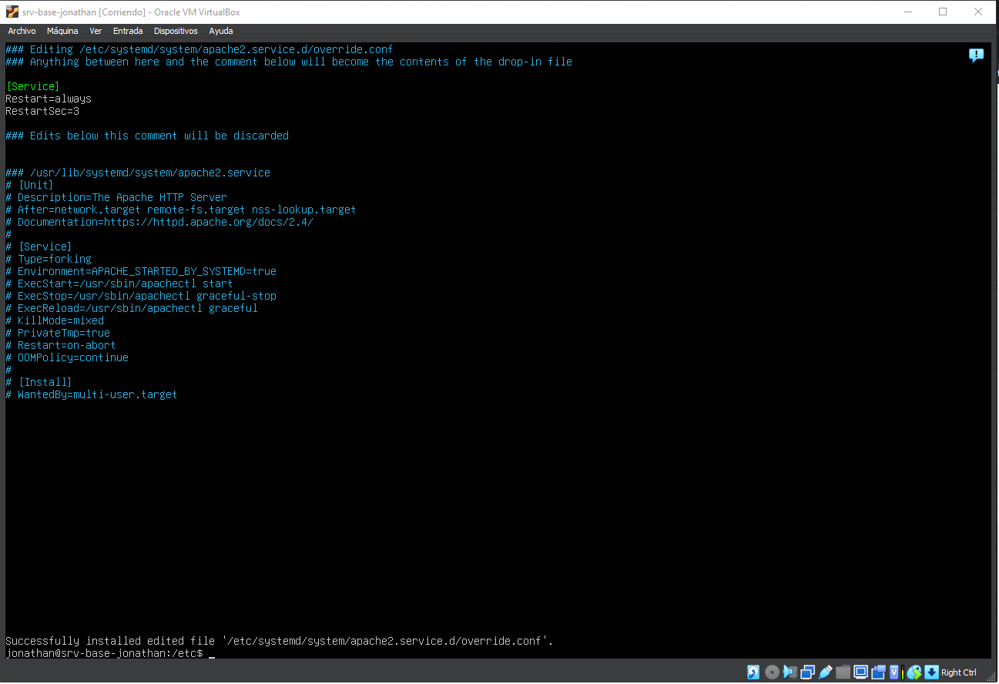 srv-base-jonathan [Corriendo] - Oracle VM VirtualBox
Archivo Máquina Ver Entrada Dispositivos Ayuda
### Editing /etc/systemd/system/apache2.service.d/override.conf
### Anything between here and the comment below will become the contents of the drop-in file
[Service]
Restart=always
RestartSec=3
### Edits below this comment will be discarded
### /usr/lib/systemd/system/apache2.service
# [Unit]
# Description=The Apache HTTP Server
# After=network.target remote-fs.target nss-lookup.target
# Documentation=https://httpd.apache.org/docs/2.4/
#
# [Service]
# Type=forking
# Environment=APACHE_STARTED_BY_SYSTEMD=true
# ExecStart=/usr/sbin/apachectl start
# ExecStop=/usr/sbin/apachectl graceful-stop
# ExecReload=/usr/sbin/apachectl graceful
# KillMode=mixed
# PrivateTmp=true
# Restart=on-abort
# OOMPolicy=continue
#
# [Install]
# WantedBy=multi-user.target
Successfully installed edited file '/etc/systemd/system/apache2.service.d/override.conf'.
jonathan@srv-base-jonathan:/etc$ _
Right Ctrl